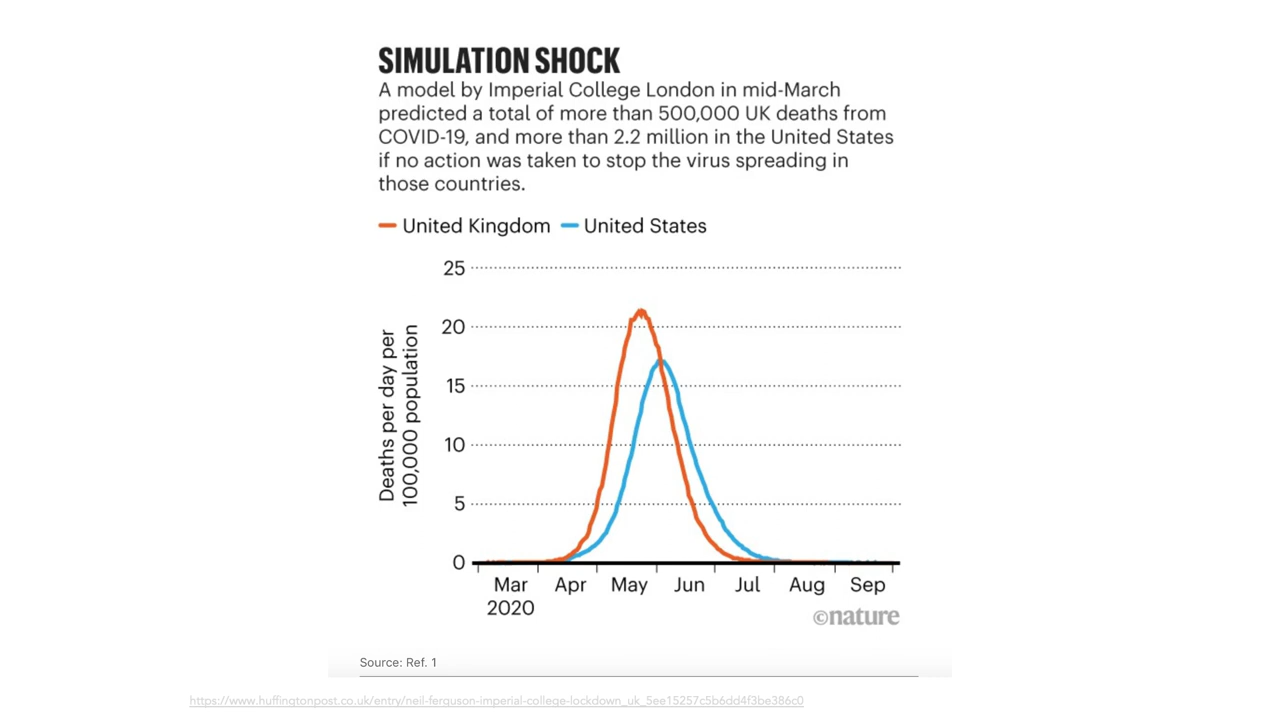 SIMULATION SHOCK
A model by Imperial College London in mid-March
predicted a total of more than 500,000 UK deaths from
COVID-19, and more than 2.2 million in the United States
if no action was taken to stop the virus spreading in
those countries.
United Kingdom United States
25
20
15
10
5
0
Deaths per day per
100,000 population
Mar Apr May Jun Jul Aug Sep
2020
©nature
Source: Ref. 1
https://www.huffingtonpost.co.uk/entry/neil-ferguson-imperial-college-lockdown_uk_5ee15257c5b6dd4f3be386c0